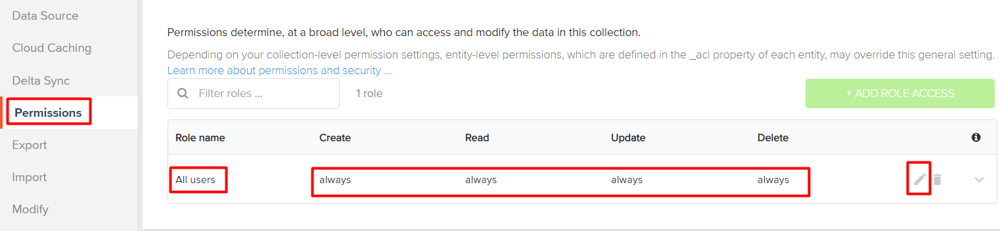 Data Source
Cloud Caching
Delta Sync
Permissions
Export
Import
Modify
Permissions determine, at a broad level, who can access and modify the data in this collection.
Depending on your collection-level permission settings, entity-level permissions, which are defined in the _acl property of each entity, may override this general setting.
Learn more about permissions and security ...
Filter roles ... 1 role + ADD ROLE ACCESS
Role name Create Read Update Delete
All users always always always always